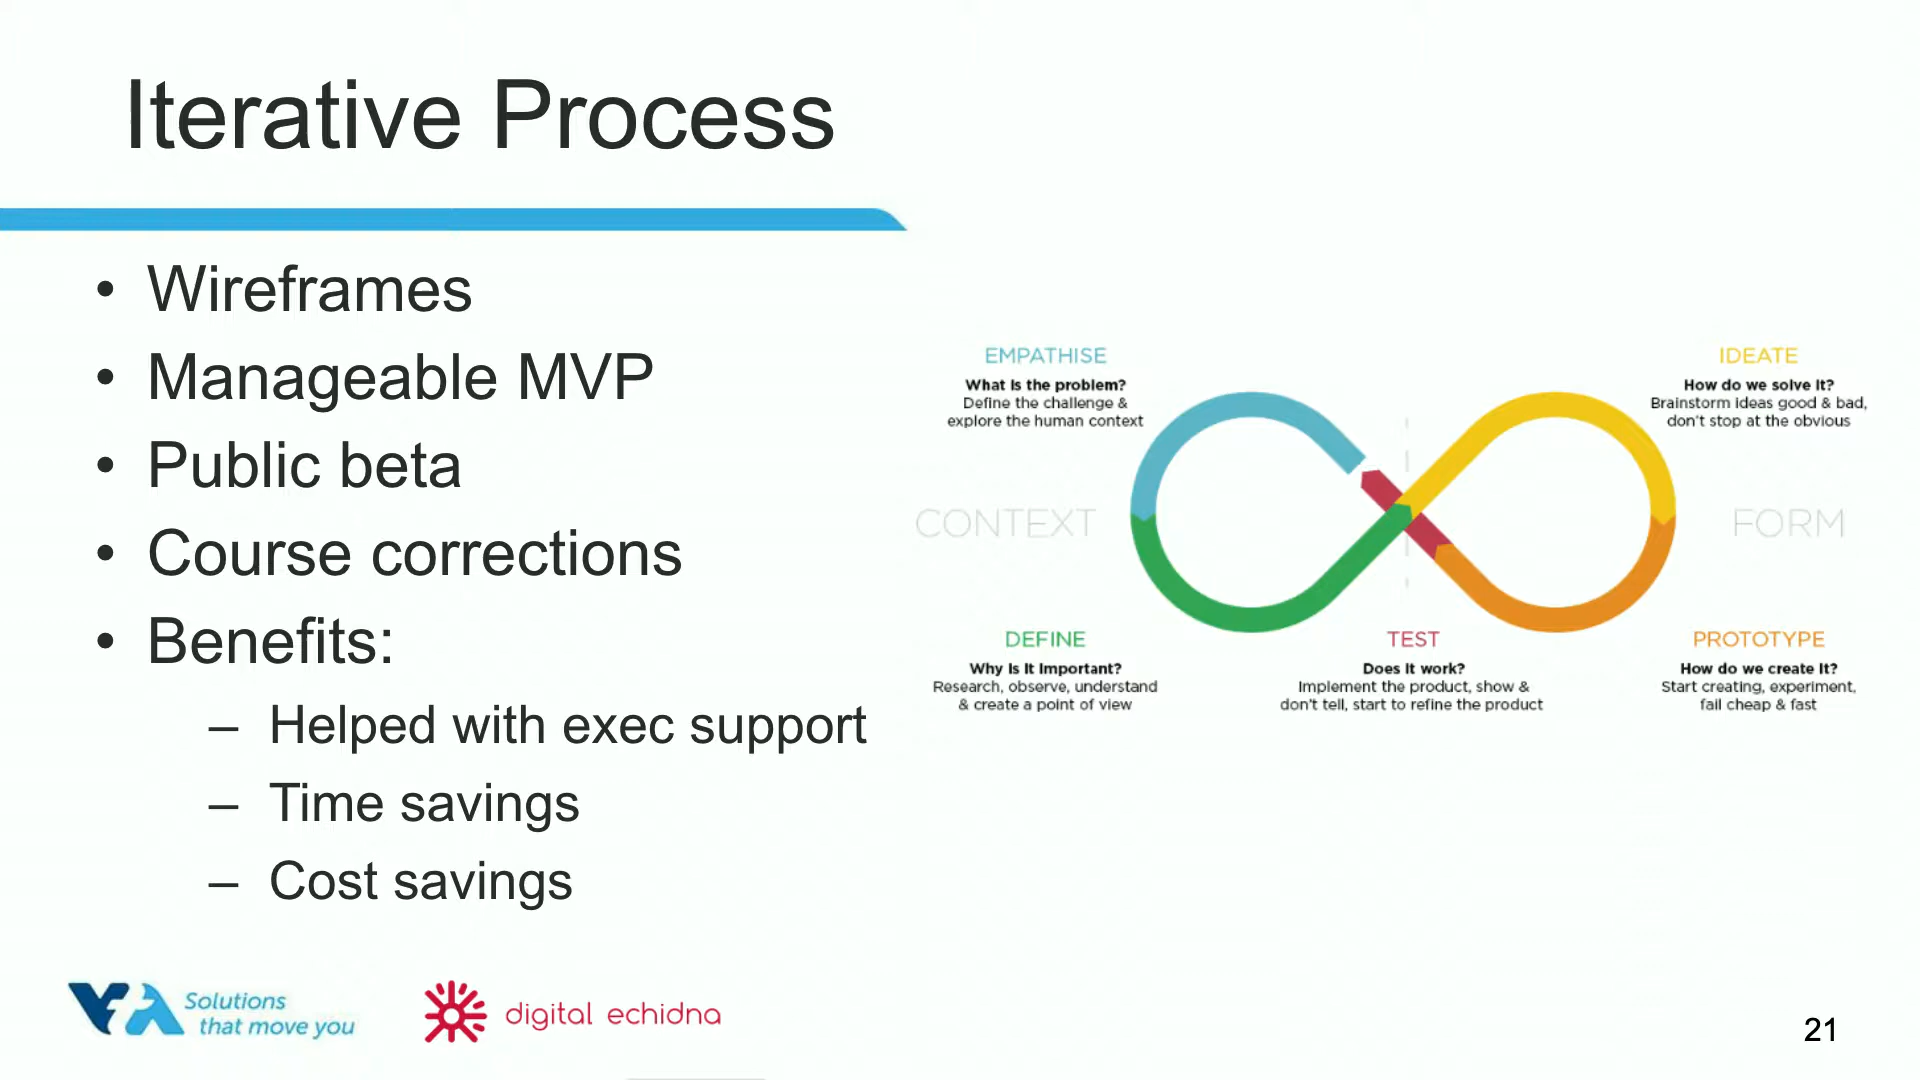 Iterative Process
• Wireframes
• Manageable MVP
• Public beta
• Course corrections
• Benefits:
– Helped with exec support
– Time savings
– Cost savings
EMPATHISE
What is the problem?
Define the challenge &
explore the human context
IDEATE
How do we solve it?
Brainstorm ideas good & bad,
don't stop at the obvious
CONTEXT
FORM
DEFINE
Why is it important?
Research, observe, understand
& create a point of view
TEST
Does it work?
Implement the product, show &
don't tell, start to refine the product
PROTOTYPE
How do we create it?
Start creating, experiment,
fail cheap & fast
Solutions
that move you
digital echidna
21